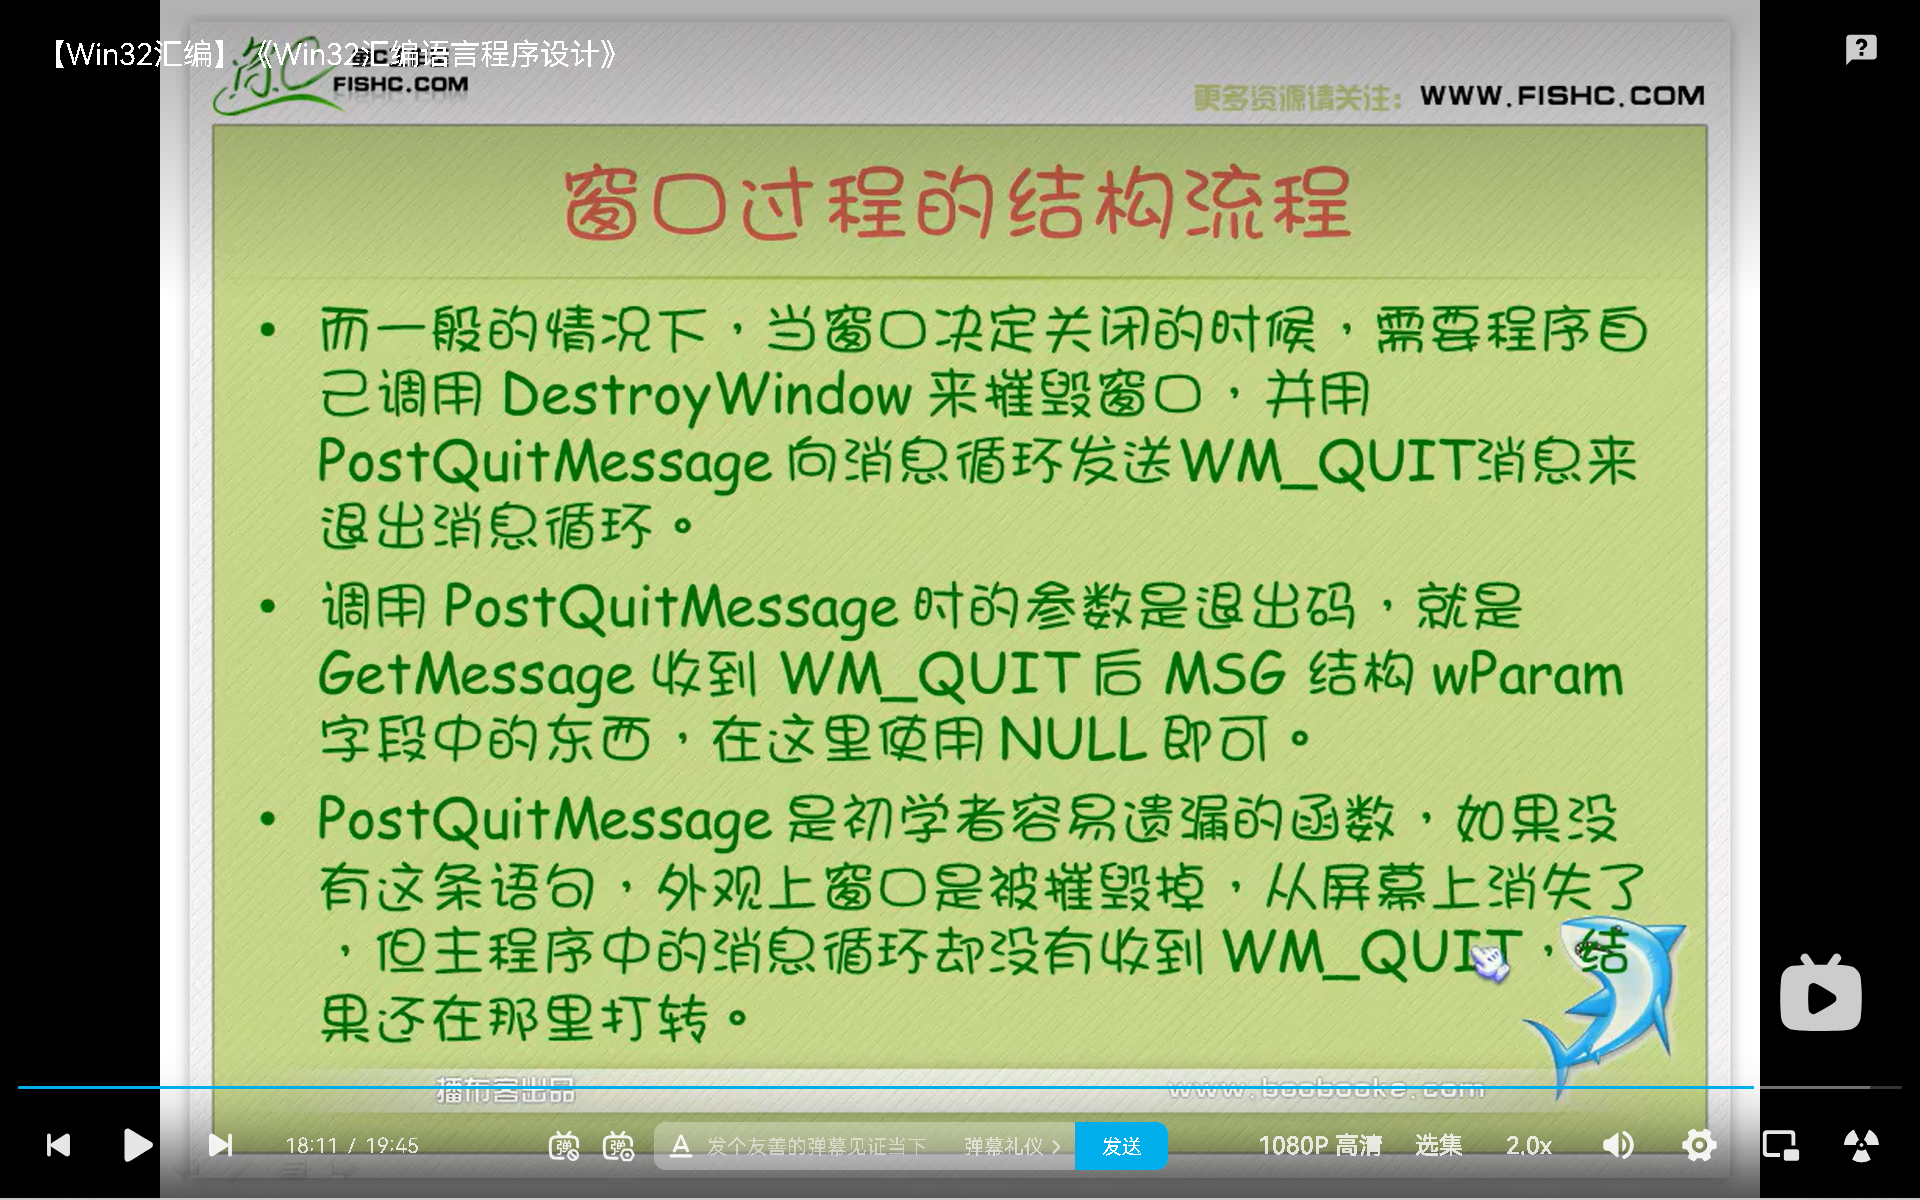 【Win32汇编】《Win32汇编语言程序设计》
FISHC.COM
更多资源请关注: WWW.FISHC.COM
窗口过程的结构流程
• 而一般的情况下，当窗口决定关闭的时候，需要程序自
己调用 DestroyWindow 来摧毁窗口，并用
PostQuitMessage 向消息循环发送WM_QUIT消息来
退出消息循环。
• 调用 PostQuitMessage 时的参数是退出码，就是
GetMessage 收到 WM_QUIT后 MSG 结构 wParam
字段中的东西，在这里使用 NULL 即可。
• PostQuitMessage 是初学者容易遗漏的函数，如果没
有这条语句，外观上窗口是被摧毁掉，从屏幕上消失了
，但主程序中的消息循环却没有收到 WM_QUIT，结
果还在那里打转。
播布客出品 www.boobooke.com
18:11 / 19:45 发个友善的弹幕见证当下 弹幕礼仪 发送 1080P 高清 选集 2.0x